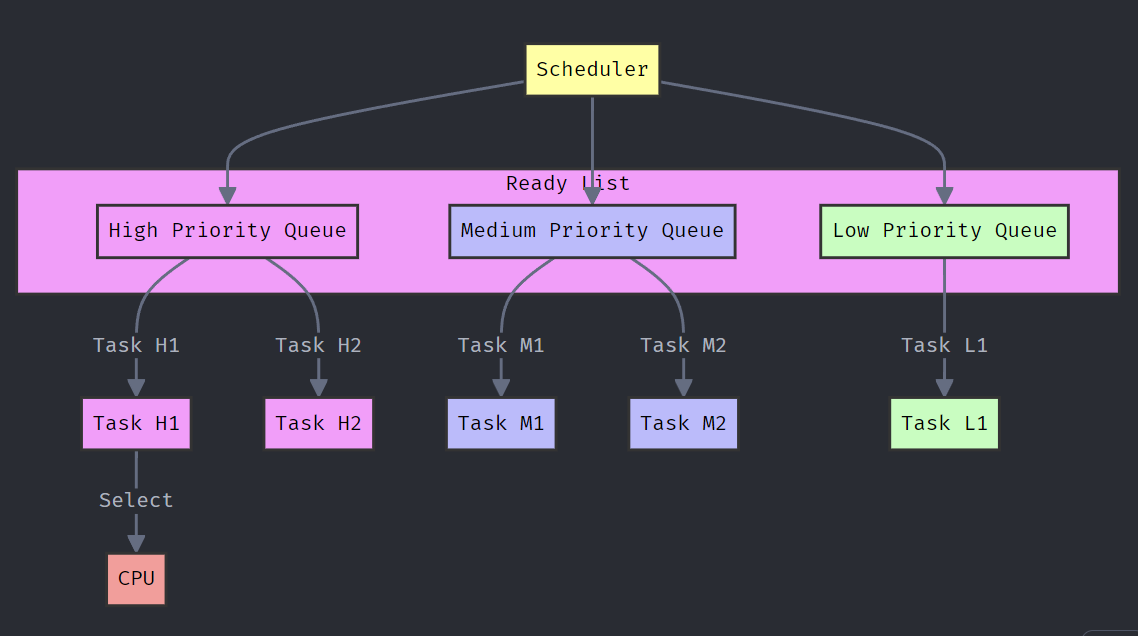 Scheduler
Ready List
High Priority Queue
Medium Priority Queue
Low Priority Queue
Task H1
Task H2
Task M1
Task M2
Task L1
Task H1
Task H2
Task M1
Task M2
Task L1
Select
CPU